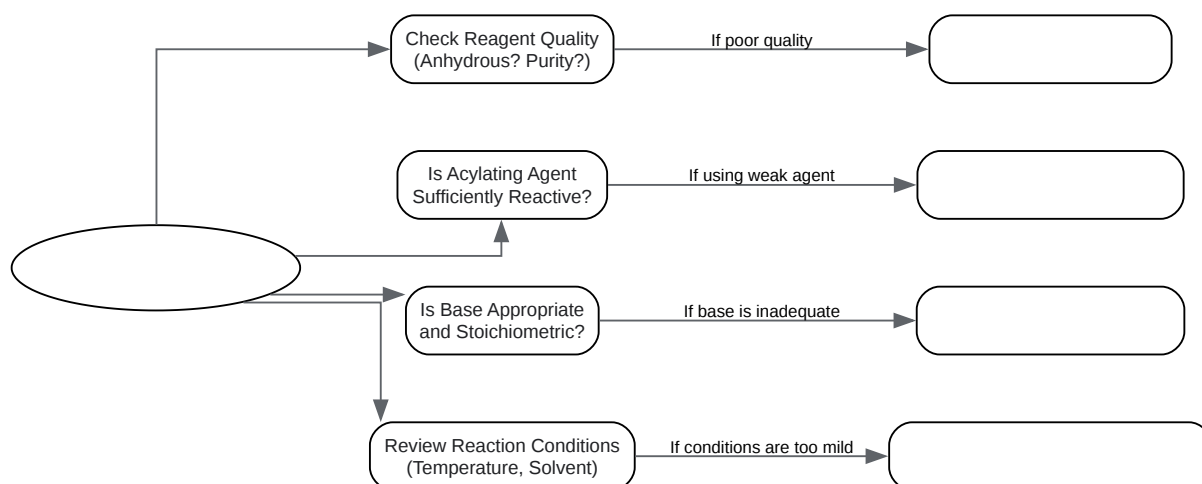 Check Reagent Quality
(Anhydrous? Purity?)
If poor quality
Is Acylating Agent
Sufficiently Reactive?
If using weak agent
Is Base Appropriate
and Stoichiometric?
If base is inadequate
Review Reaction Conditions
(Temperature, Solvent)
If conditions are too mild